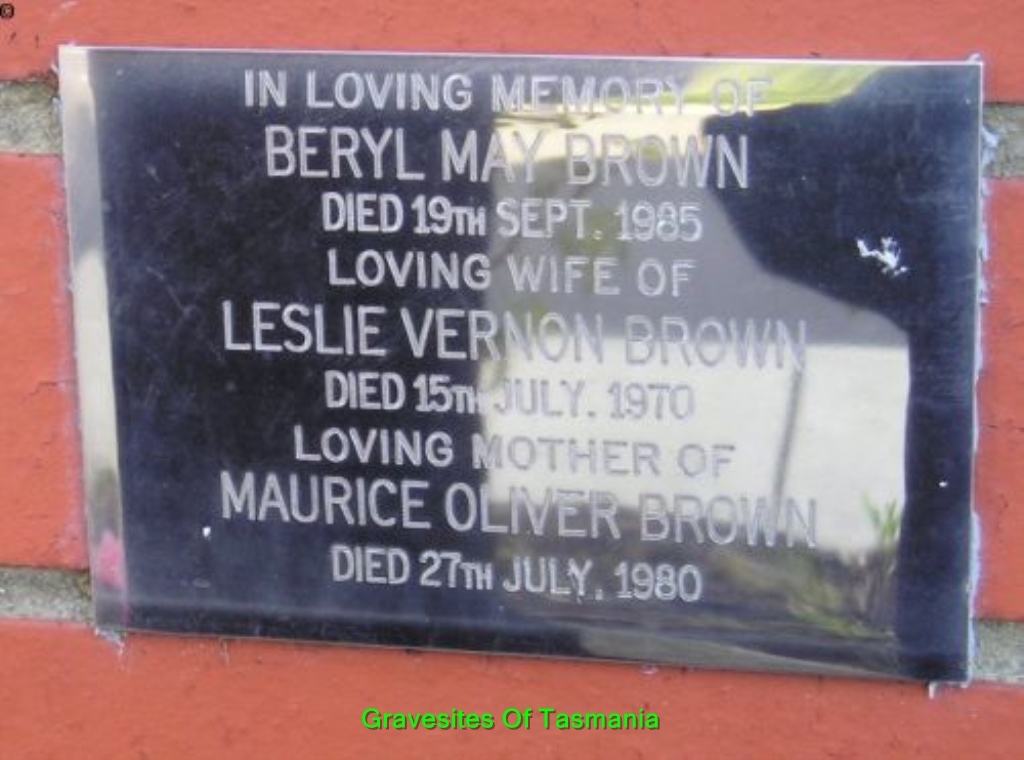 ©
IN LOVING MEMORY OF
BERYL MAY BROWN
DIED 19TH SEPT. 1985
LOVING WIFE OF
LESLIE VERNON BROWN
DIED 15TH JULY. 1970
LOVING MOTHER OF
MAURICE OLIVER BROWN
DIED 27TH JULY. 1980
Gravesites Of Tasmania